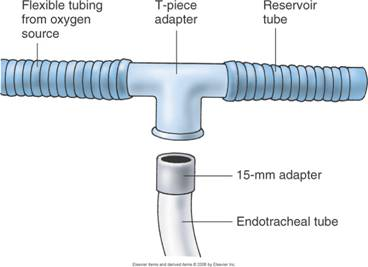 Flexible tubing
from oxygen
source
T-piece
adapter
Reservoir
tube
15-mm adapter
Endotracheal tube
Elsevier items and derived items © 2008 by Elsevier Inc.